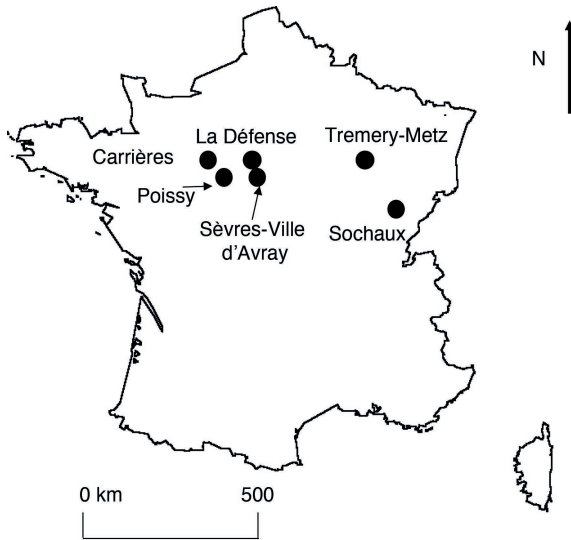 N
La Défense
Tremery-Metz
Carrières
Poissy
Sèvres-Ville
d'Avray
Sochaux
0 km
500